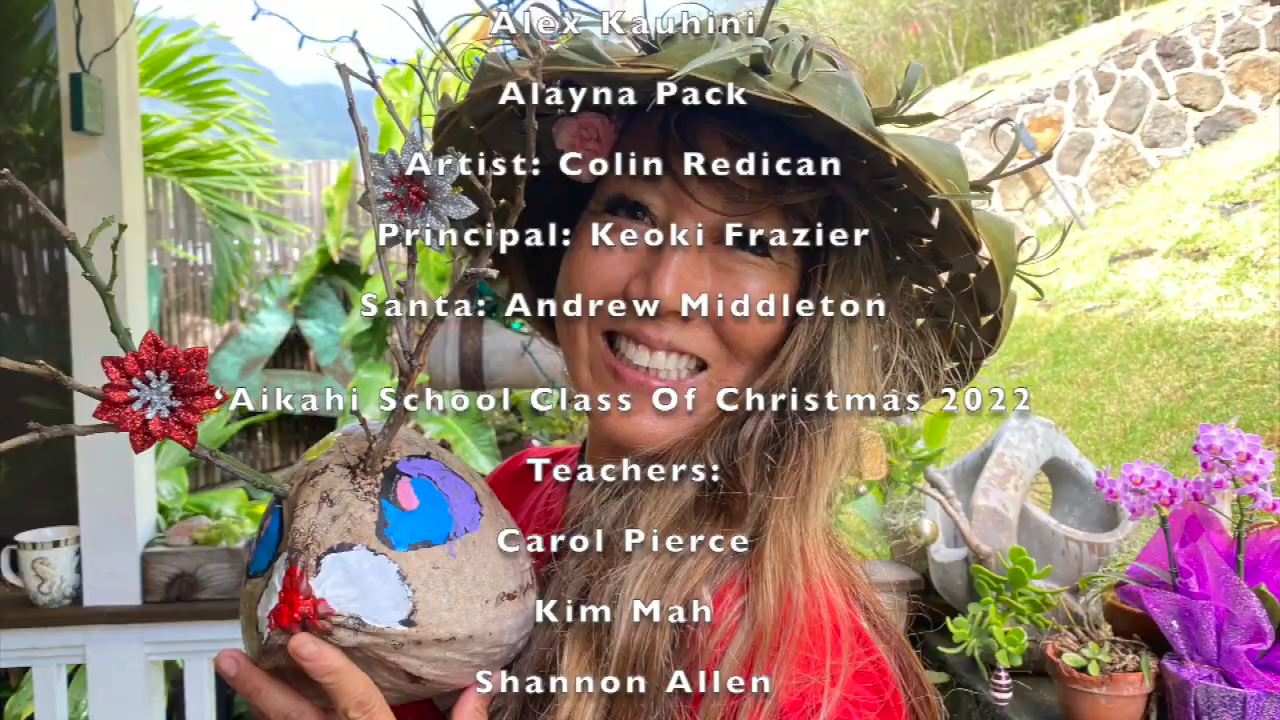 Alex Kauhini
Alayna Pack
Artist: Colin Redican
Principal: Keoki Frazier
Santa: Andrew Middleton
‘Aikahi School Class Of Christmas 2022
Teachers:
Carol Pierce
Kim Mah
Shannon Allen